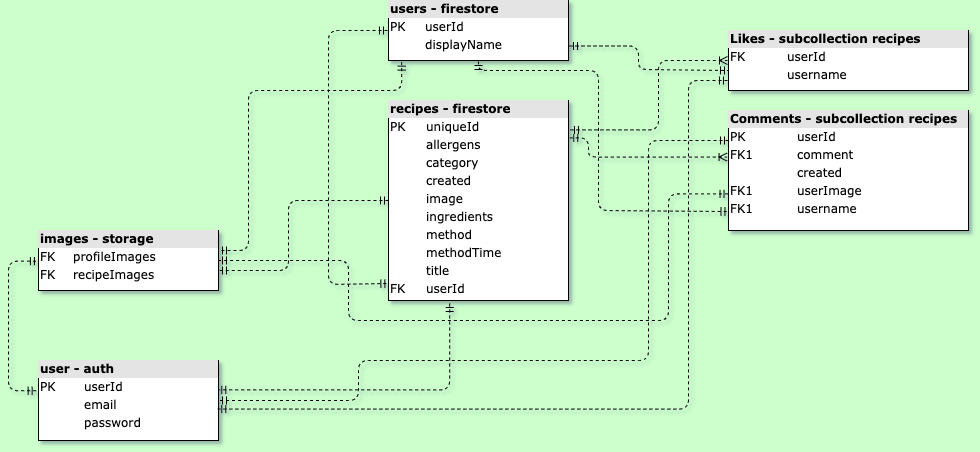 users - firestore
PK userId
displayName
Likes - subcollection recipes
FK userId
username
recipes - firestore
PK uniqueId
allergens
category
created
image
ingredients
method
methodTime
title
FK userId
Comments - subcollection recipes
PK userId
FK1 comment
created
FK1 userImage
FK1 username
images - storage
FK profileImages
FK recipeImages
user - auth
PK userId
email
password